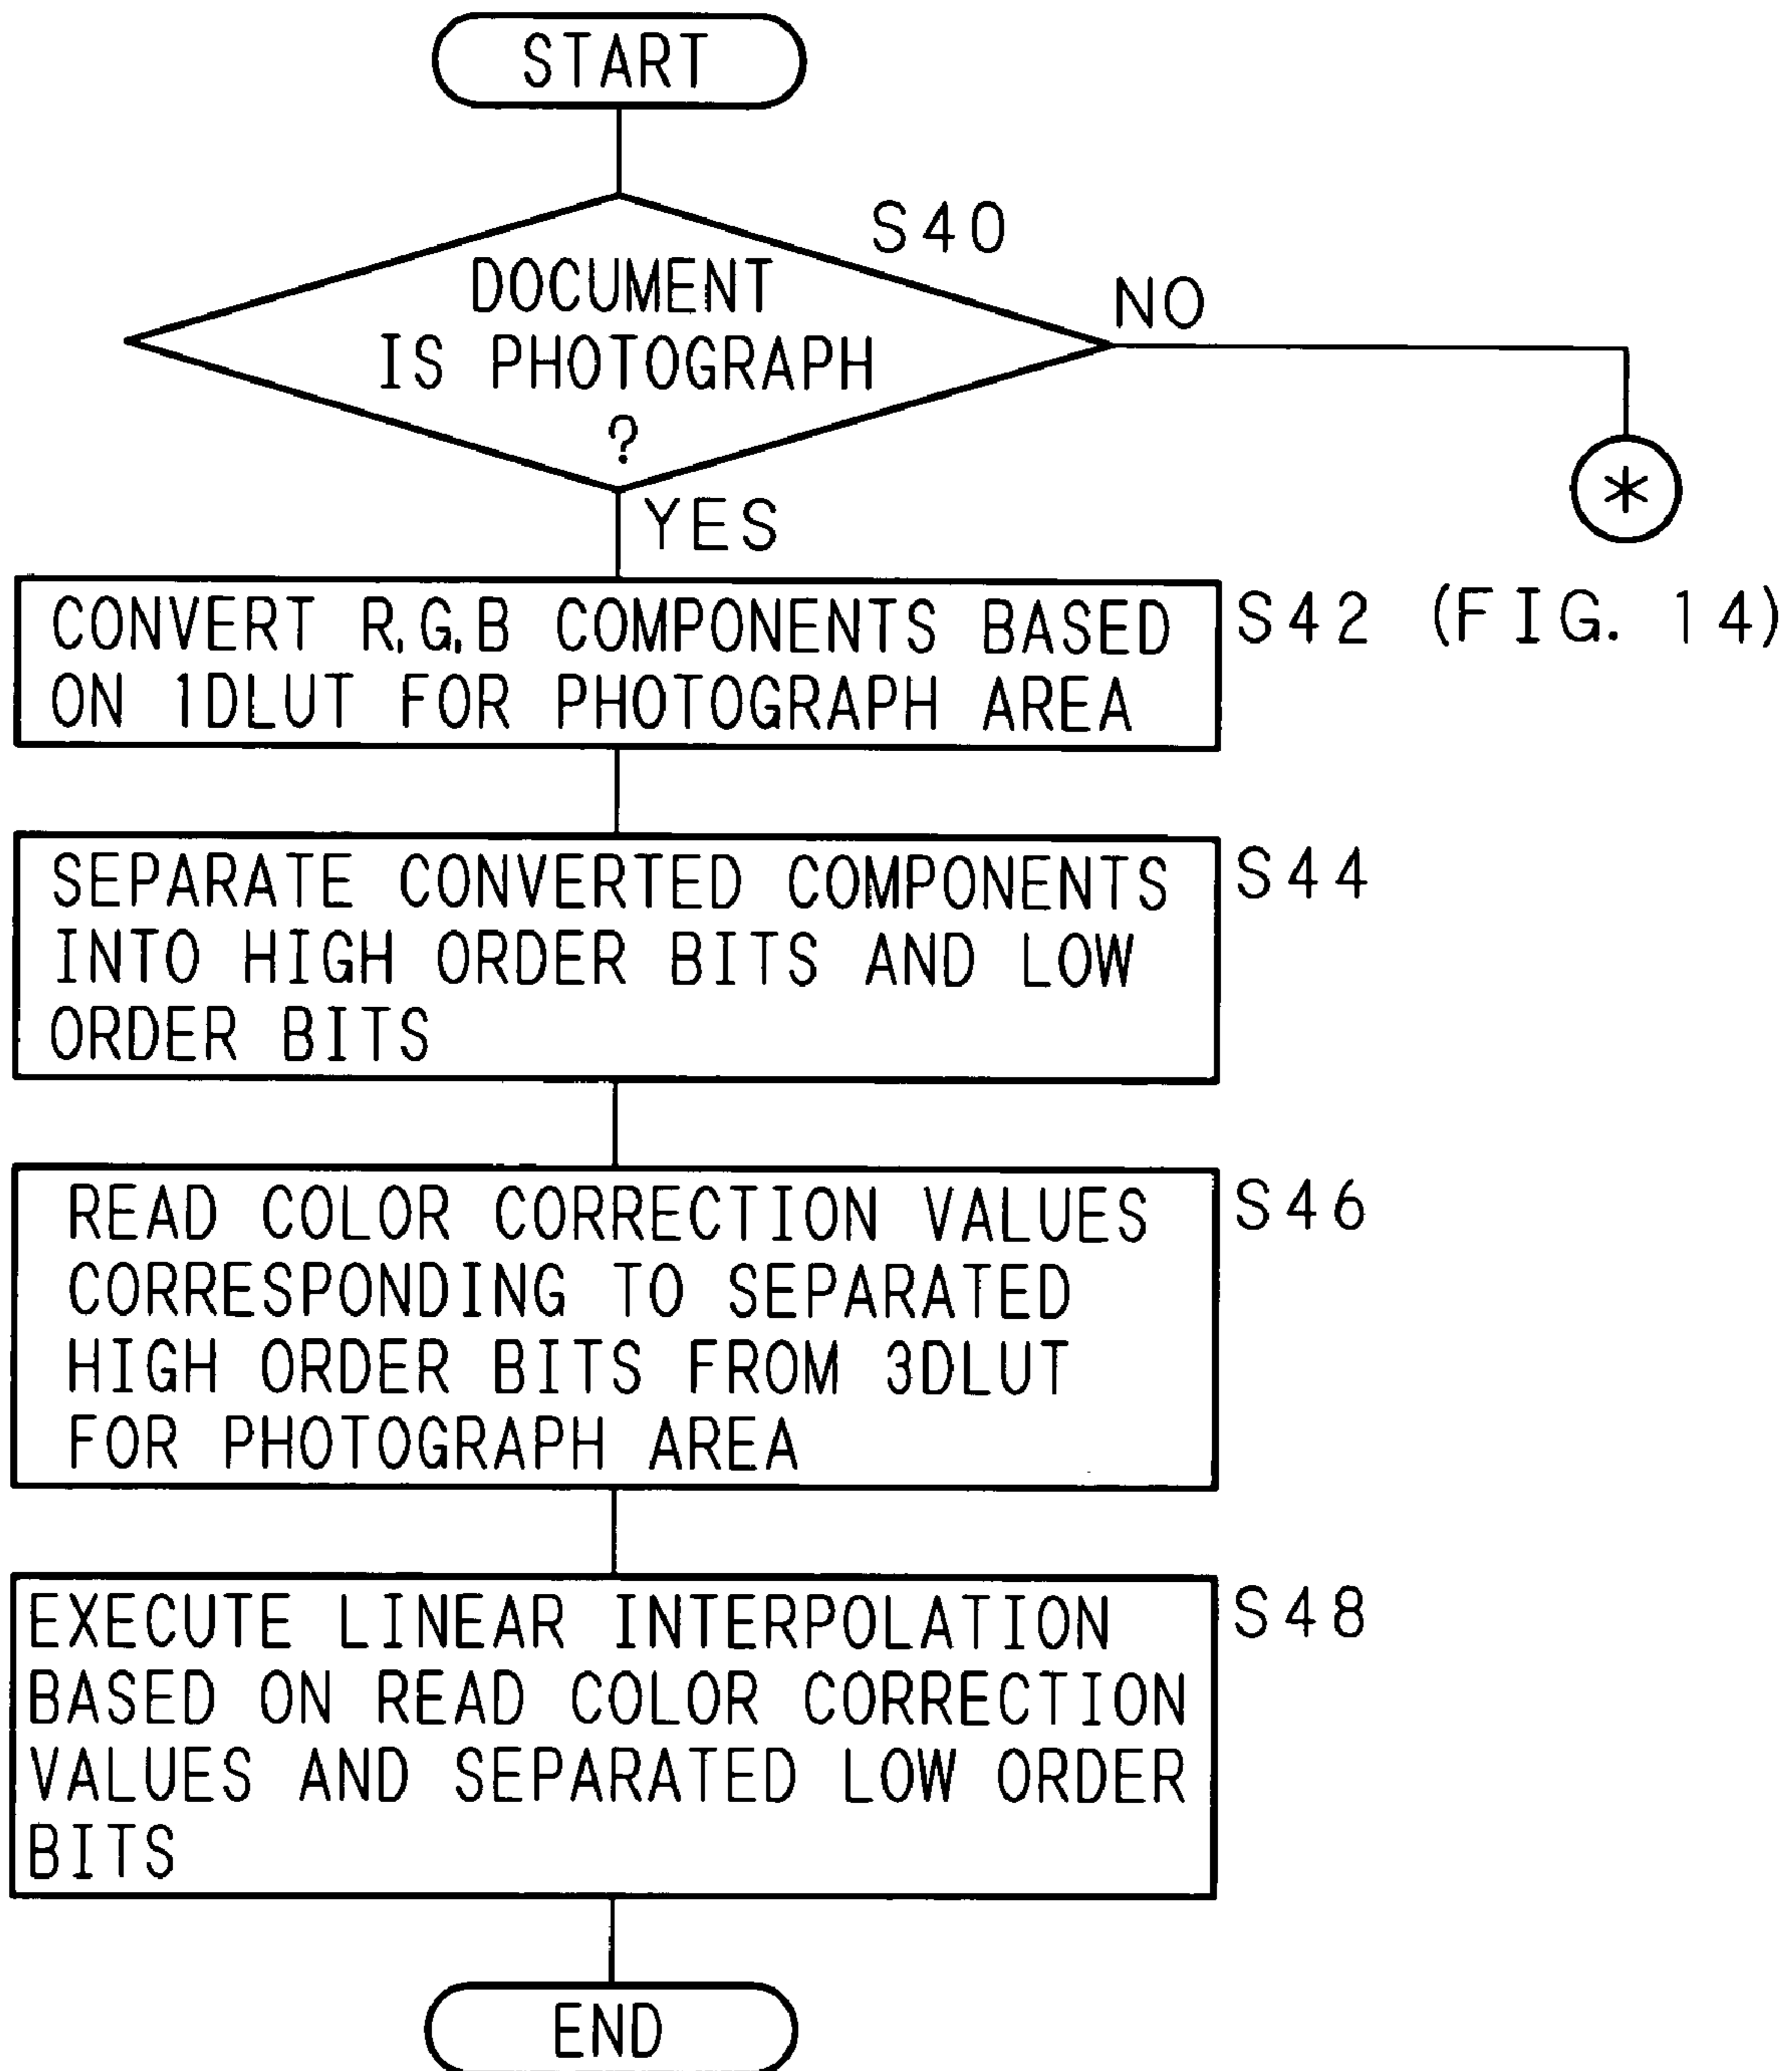 START
S40
DOCUMENT
IS PHOTOGRAPH
?
NO
*
YES
CONVERT R,G,B COMPONENTS BASED
ON 1DLUT FOR PHOTOGRAPH AREA
S42 (FIG. 14)
SEPARATE CONVERTED COMPONENTS
INTO HIGH ORDER BITS AND LOW
ORDER BITS
S44
READ COLOR CORRECTION VALUES
CORRESPONDING TO SEPARATED
HIGH ORDER BITS FROM 3DLUT
FOR PHOTOGRAPH AREA
S46
EXECUTE LINEAR INTERPOLATION
BASED ON READ COLOR CORRECTION
VALUES AND SEPARATED LOW ORDER
BITS
S48
END